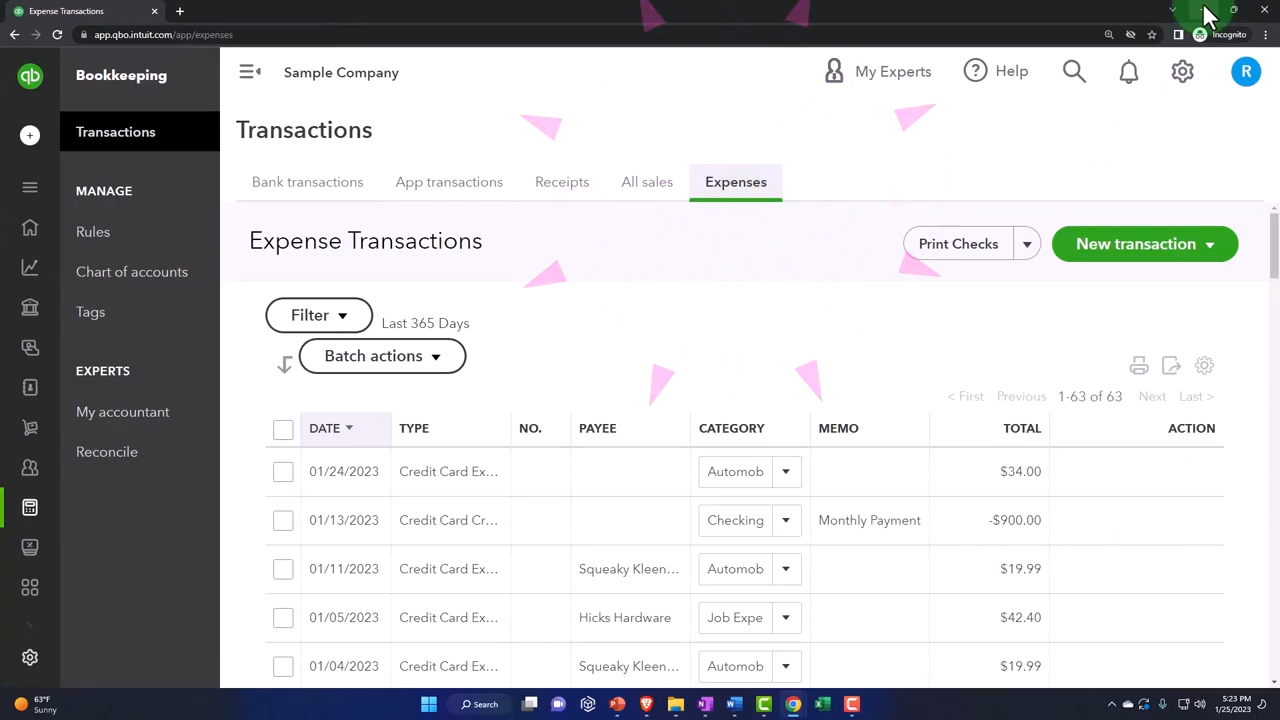 Expense Transactions
app.qbo.intuit.com/app/expenses
Incognito
qb
Bookkeeping
Sample Company
My Experts
Help
R
Transactions
Transactions
Bank transactions
App transactions
Receipts
All sales
Expenses
MANAGE
Rules
Chart of accounts
Tags
EXPERTS
My accountant
Reconcile
Expense Transactions
Print Checks
New transaction
Filter
Last 365 Days
Batch actions
< First Previous 1-63 of 63 Next Last >
DATE TYPE NO. PAYEE CATEGORY MEMO TOTAL ACTION
01/24/2023 Credit Card Ex... Automob $34.00
01/13/2023 Credit Card Cr... Checking Monthly Payment -$900.00
01/11/2023 Credit Card Ex... Squeaky Kleen... Automob $19.99
01/05/2023 Credit Card Ex... Hicks Hardware Job Expe $42.40
01/04/2023 Credit Card Ex... Squeaky Kleen... Automob $19.99
63°F
Sunny
Search
5:23 PM
1/25/2023